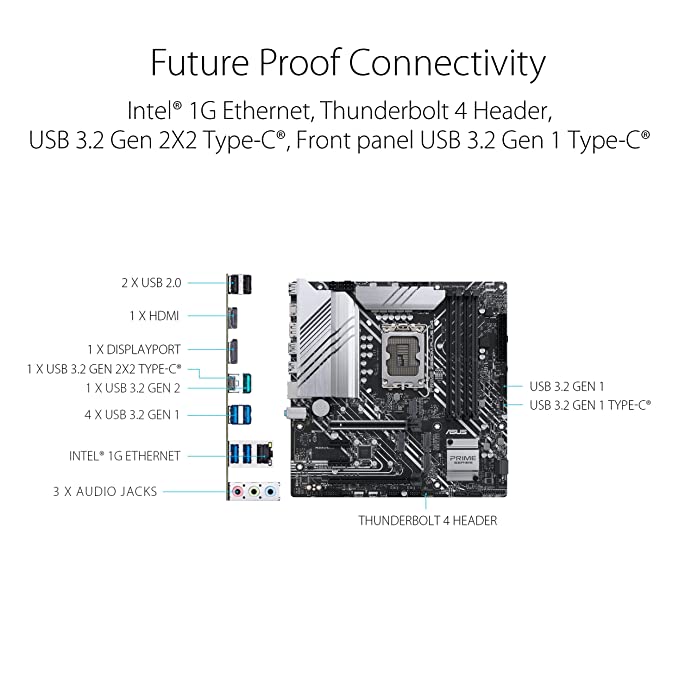 Future Proof Connectivity
Intel® 1G Ethernet, Thunderbolt 4 Header,
USB 3.2 Gen 2X2 Type-C®, Front panel USB 3.2 Gen 1 Type-C®
2 X USB 2.0
1 X HDMI
1 X DISPLAYPORT
1 X USB 3.2 GEN 2X2 TYPE-C®
1 X USB 3.2 GEN 2
4 X USB 3.2 GEN 1
INTEL® 1G ETHERNET
3 X AUDIO JACKS
USB 3.2 GEN 1
USB 3.2 GEN 1 TYPE-C®
ASUS
PRIME
SERIES
THUNDERBOLT 4 HEADER